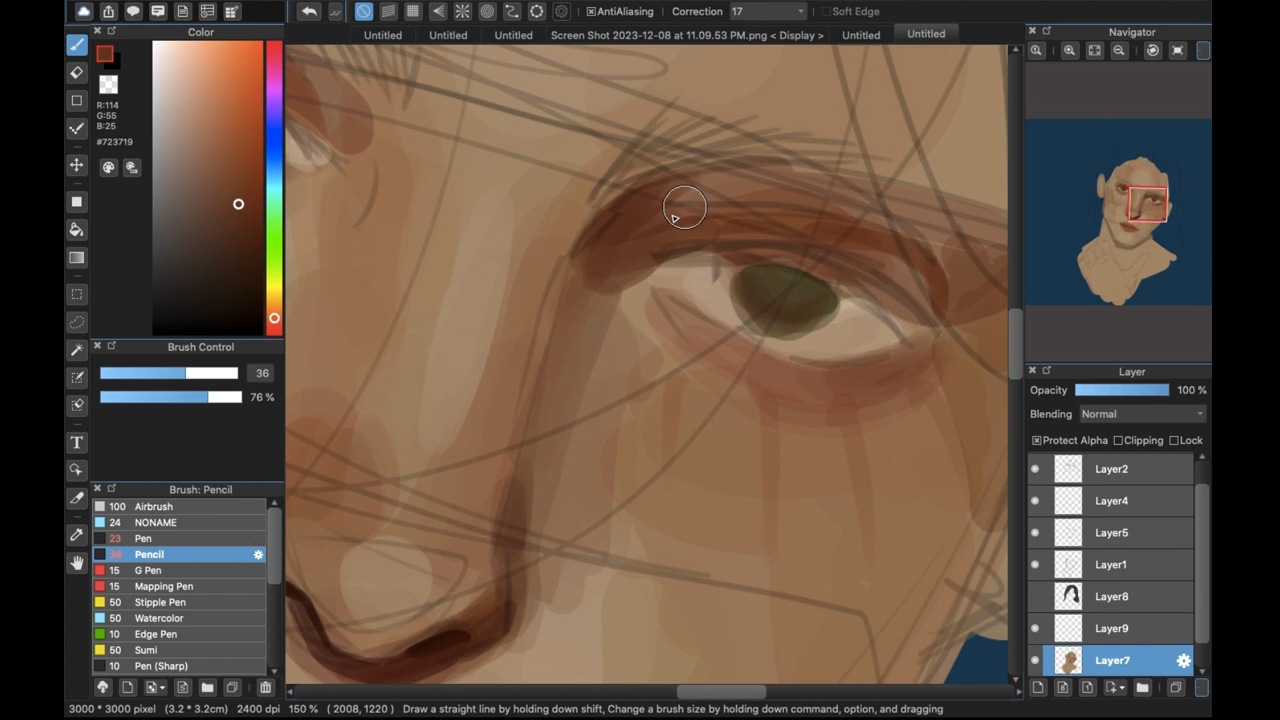 AntiAliasing Correction 17 Soft Edge
Untitled Untitled Untitled Screen Shot 2023-12-08 at 11.09.53 PM.png < Display > Untitled Untitled
Color
R:114
G:55
B:25
#723719
Brush Control
36
76 %
Brush: Pencil
100 Airbrush
24 NONAME
23 Pen
36 Pencil
15 G Pen
15 Mapping Pen
50 Stipple Pen
50 Watercolor
10 Edge Pen
50 Sumi
10 Pen (Sharp)
Navigator
Layer
Opacity 100 %
Blending Normal
Protect Alpha Clipping Lock
Layer2
Layer4
Layer5
Layer1
Layer8
Layer9
Layer7
3000 * 3000 pixel (3.2 * 3.2cm) 2400 dpi 150 % ( 2008, 1220 ) Draw a straight line by holding down shift, Change a brush size by holding down command, option, and dragging